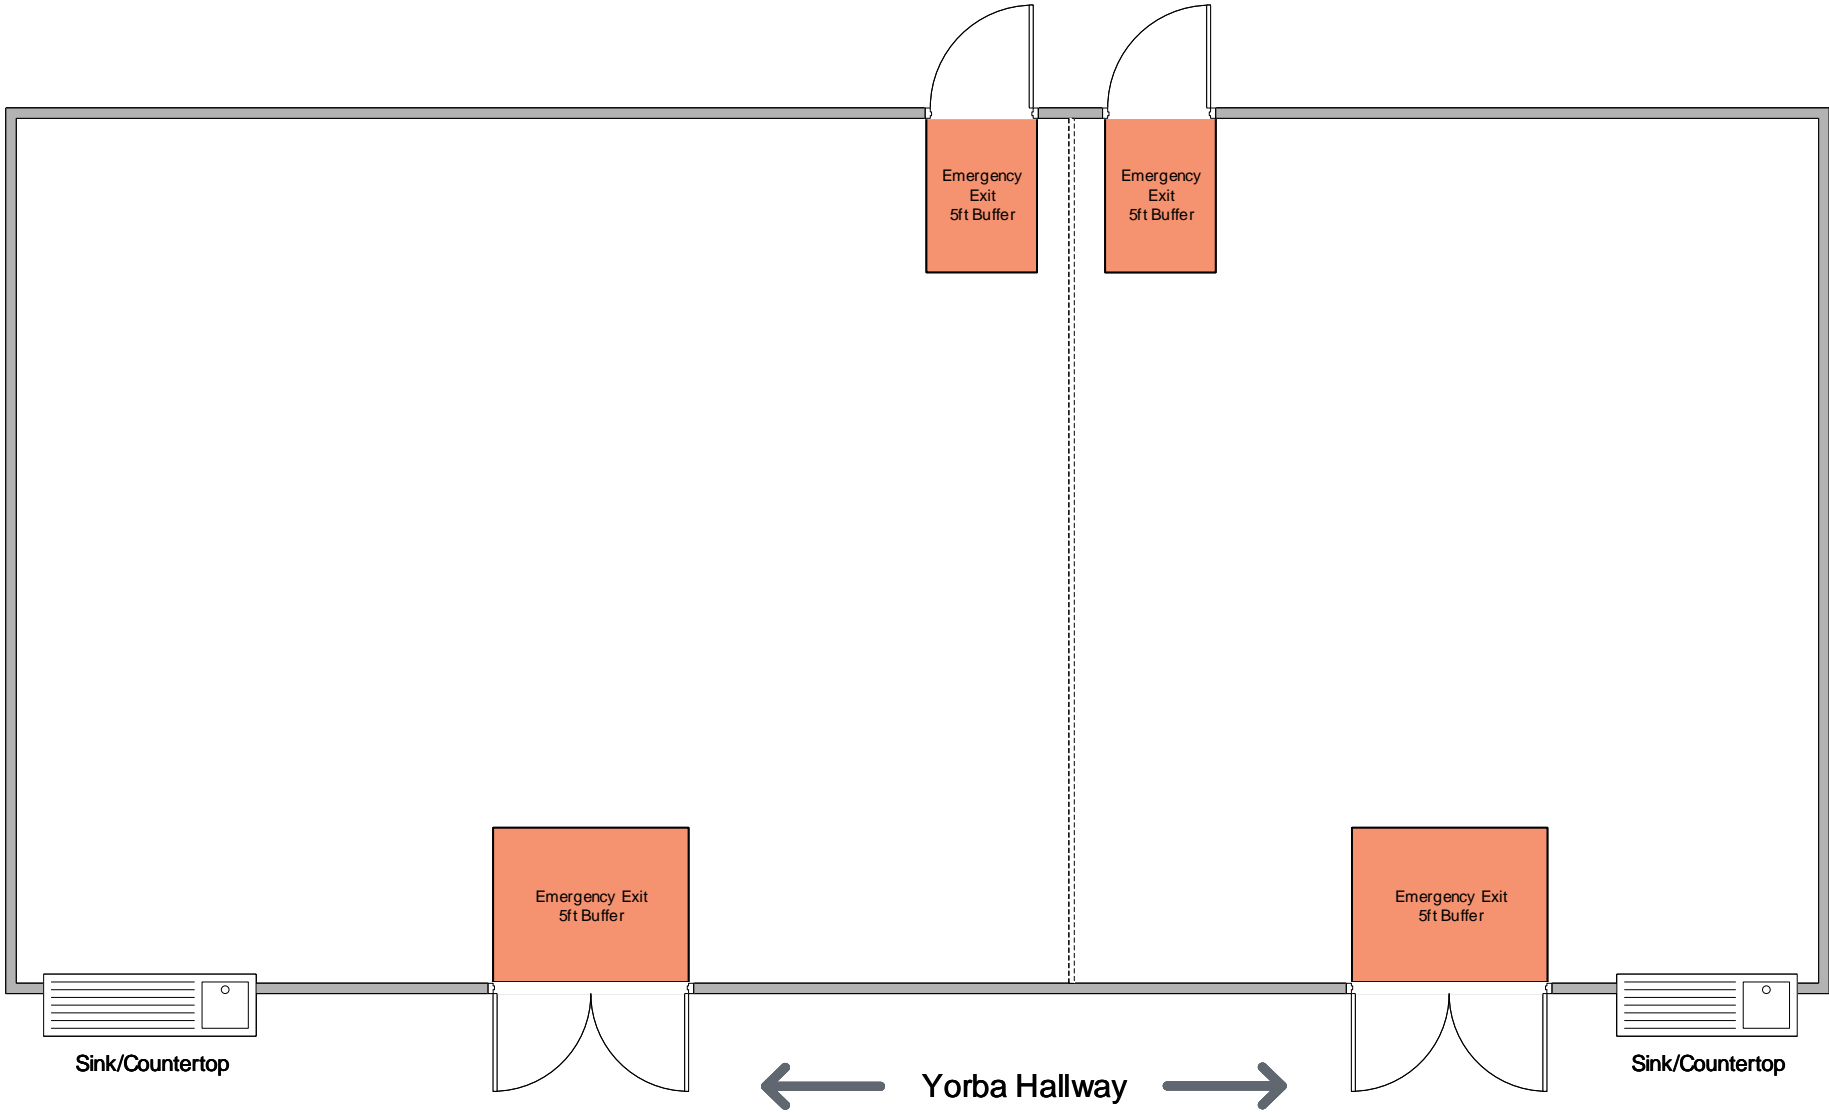 Emergency
Exit
5ft Buffer
Emergency
Exit
5ft Buffer
Emergency Exit
5ft Buffer
Emergency Exit
5ft Buffer
Sink/Countertop
Sink/Countertop
Yorba Hallway